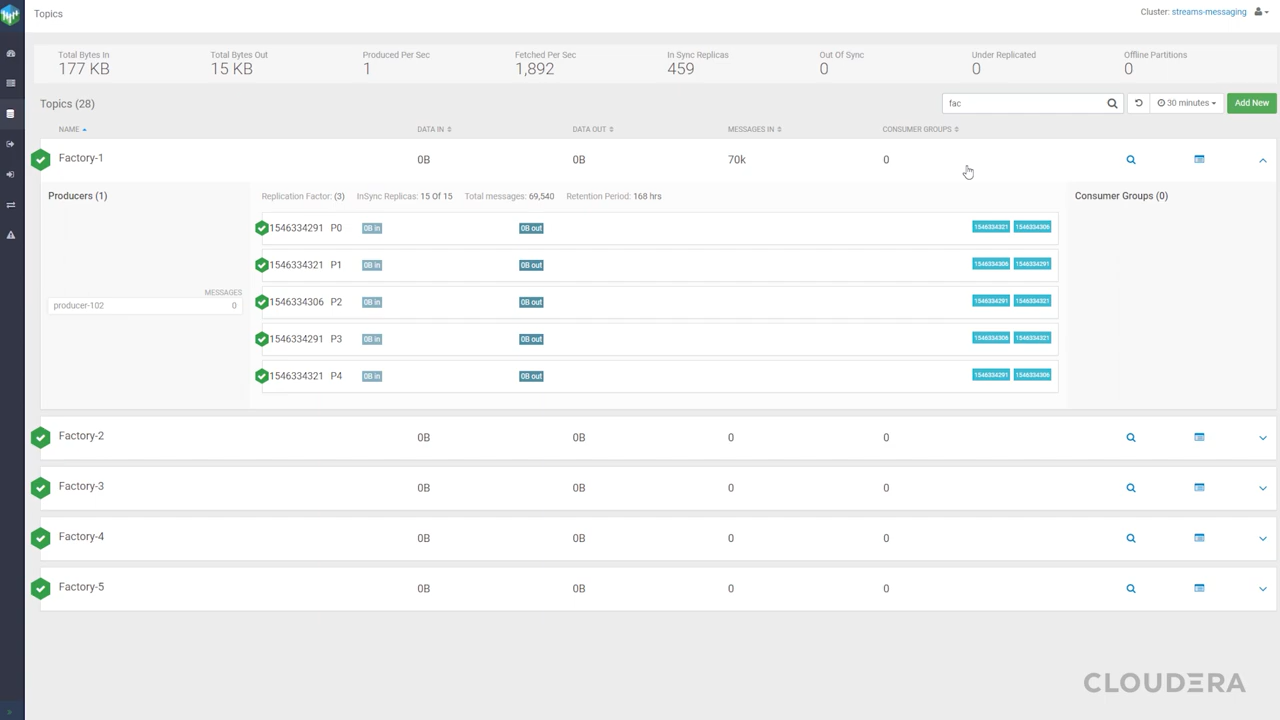 Topics
Cluster: streams-messaging
Total Bytes In Total Bytes Out Produced Per Sec Fetched Per Sec In Sync Replicas Out Of Sync Under Replicated Offline Partitions
177 KB 15 KB 1 1,892 459 0 0 0
Topics (28) fac 30 minutes Add New
NAME DATA IN DATA OUT MESSAGES IN CONSUMER GROUPS
Factory-1 0B 0B 70k 0
Producers (1) Replication Factor: (3) InSync Replicas: 15 Of 15 Total messages: 69,540 Retention Period: 168 hrs Consumer Groups (0)
1546334291 P0 0B in 0B out 1546334321 1546334306
1546334321 P1 0B in 0B out 1546334306 1546334291
MESSAGES
producer-102 0
1546334306 P2 0B in 0B out 1546334291 1546334321
1546334291 P3 0B in 0B out 1546334306 1546334321
1546334321 P4 0B in 0B out 1546334291 1546334306
Factory-2 0B 0B 0 0
Factory-3 0B 0B 0 0
Factory-4 0B 0B 0 0
Factory-5 0B 0B 0 0
CLOUDERA